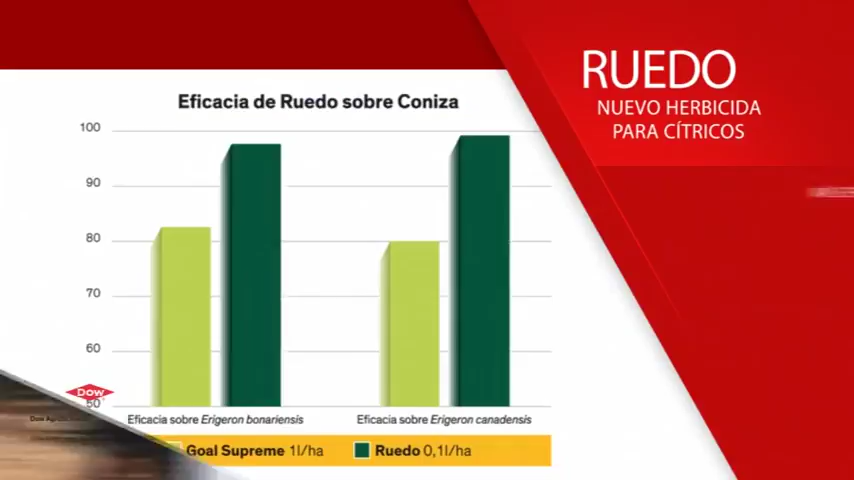 RUEDO
NUEVO HERBICIDA
PARA CÍTRICOS
Eficacia de Ruedo sobre Coniza
100
90
80
70
60
50
Dow
Eficacia sobre Erigeron bonariensis
Eficacia sobre Erigeron canadensis
Goal Supreme 1l/ha
Ruedo 0,1l/ha